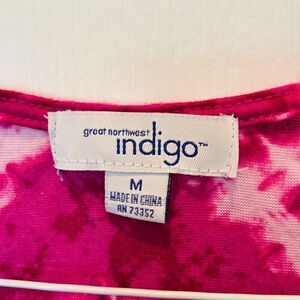 great northwest
indigo™
M
MADE IN CHINA
RN 73352